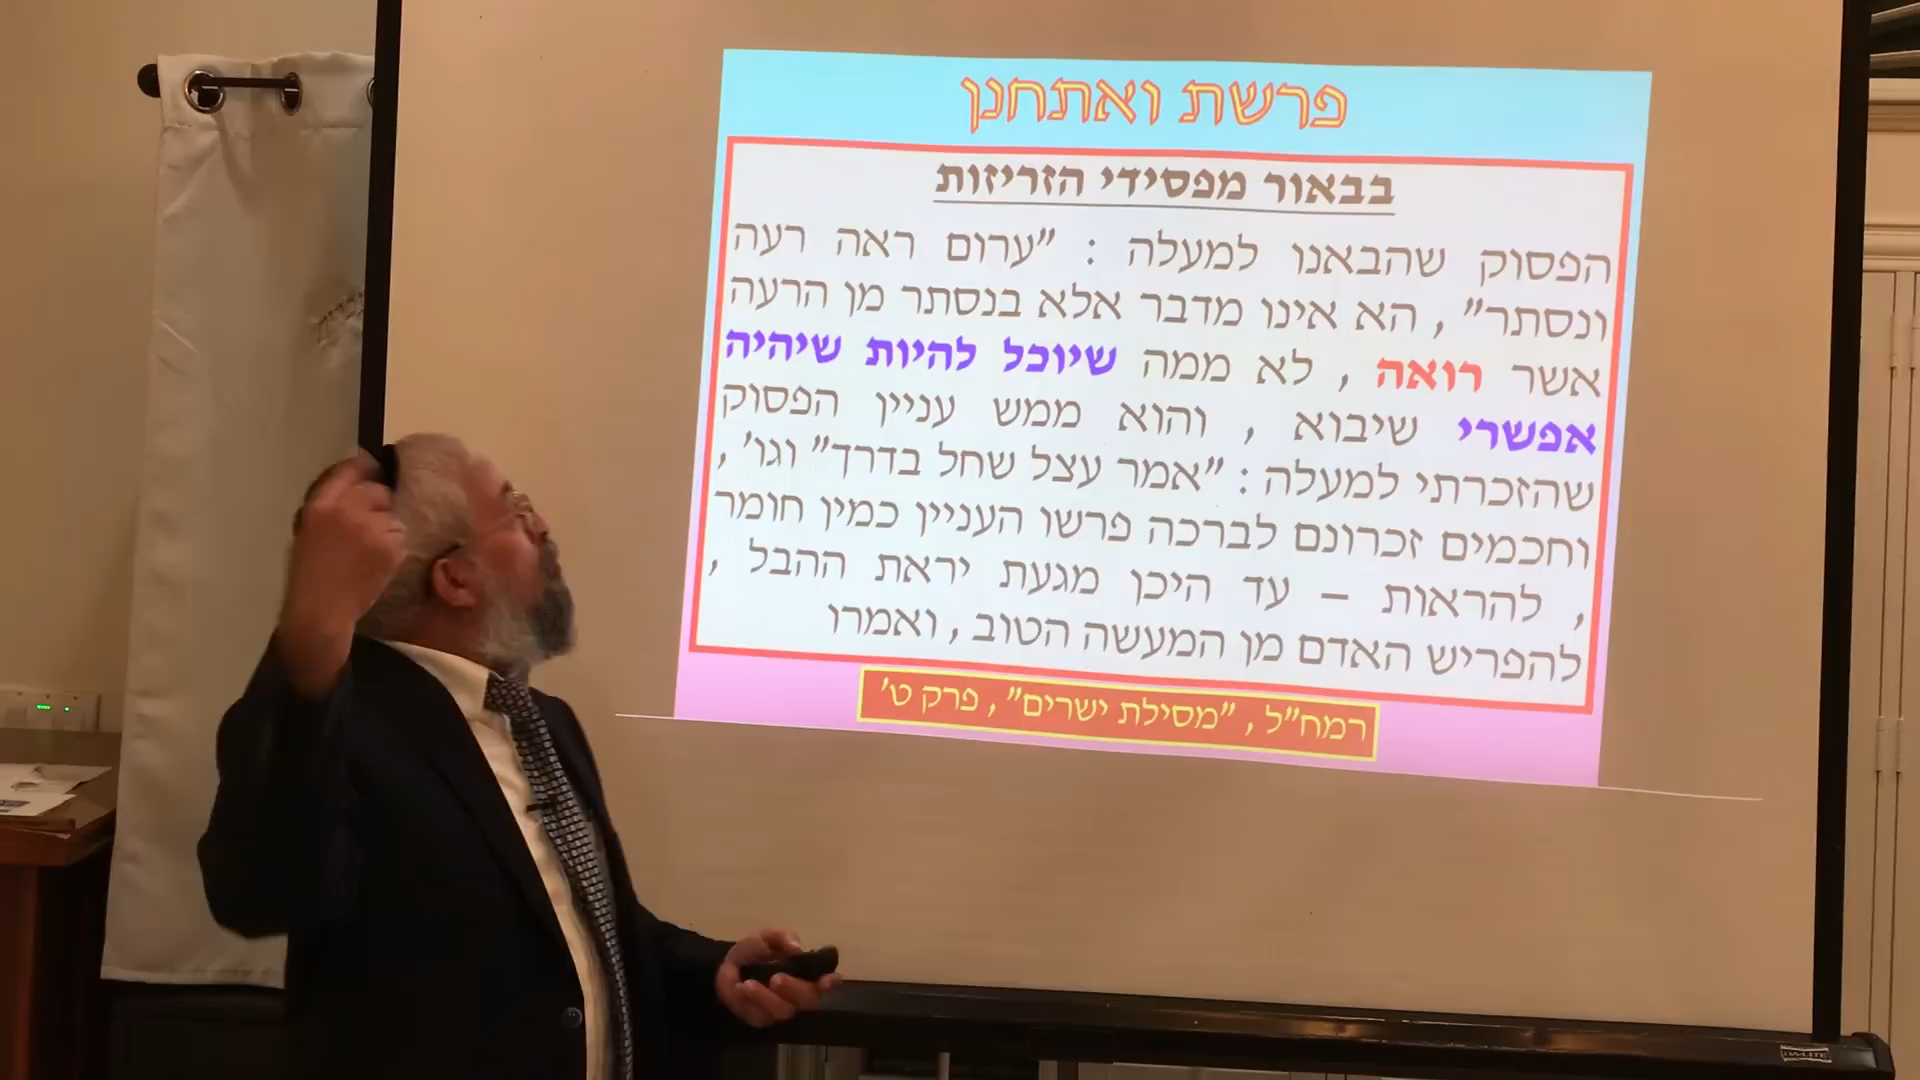 פרשת ואתחנן
בבאור מפסידי הזריזות
הפסוק שהבאנו למעלה : "ערום ראה רעה
ונסתר" , הא אינו מדבר אלא בנסתר מן הרעה
אשר רואה , לא ממה שיוכל להיות שיהיה
אפשרי שיבוא , והוא ממש עניין הפסוק
שהזכרתי למעלה : "אמר עצל שחל בדרך" וגו' ,
וחכמים זכרונם לברכה פרשו העניין כמין חומר
, להראות – עד היכן מגעת יראת ההבל ,
להפריש האדם מן המעשה הטוב , ואמרו
רמח"ל , "מסילת ישרים" , פרק ט'
DA-LITE